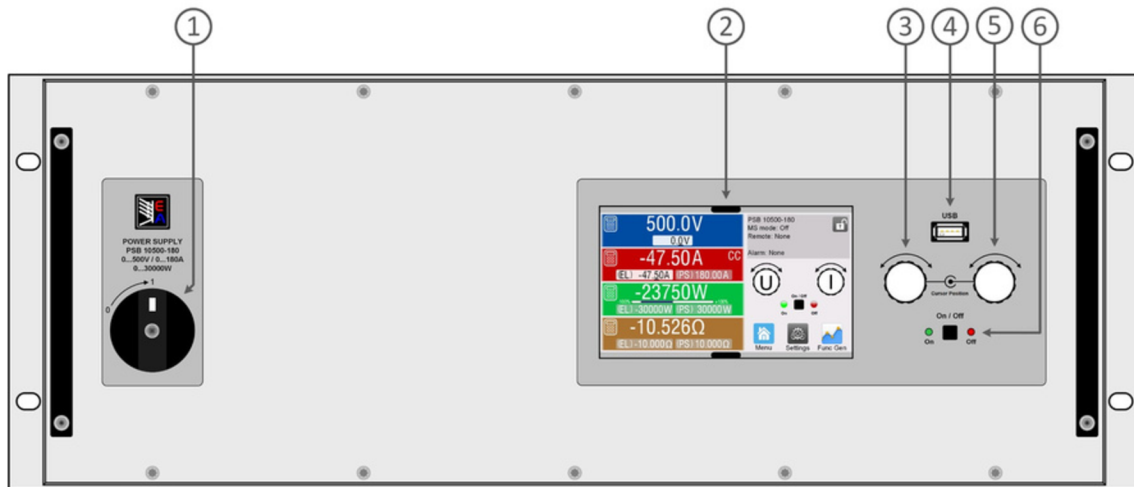 1
2
3
4
5
6
EA
POWER SUPPLY
PSB 10500-180
0...500V / 0...180A
0...30000W
0
1
500.0V
0.0V
-47.50A
CC
(EL) -47.50A
(PS) 180.00A
-23750W
-100%
+100%
(EL) -30000W
(PS) 30000W
-10.526Ω
(EL) -10.000Ω
(PS) 10.000Ω
PSB 10500-180
MS mode: Off
Remote: None
Alarm: None
U
I
On / Off
On
Off
Menu
Settings
Func Gen
USB
Cursor Position
On / Off
On
Off